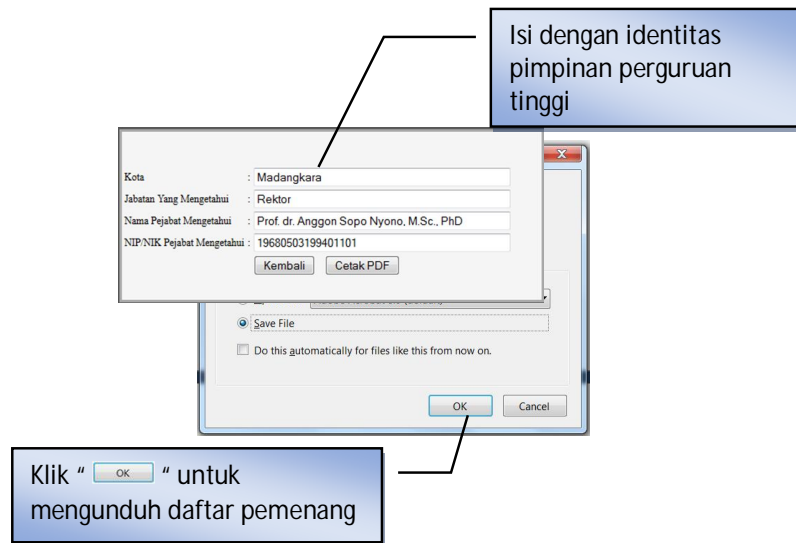 Isi dengan identitas
pimpinan perguruan
tinggi
Kota : Madangkara
Jabatan Yang Mengetahui : Rektor
Nama Pejabat Mengetahui : Prof. dr. Anggon Sopo Nyono, M.Sc., PhD
NIP/NIK Pejabat Mengetahui : 19680503199401101
Kembali Cetak PDF
Save File
Do this automatically for files like this from now on.
OK Cancel
Klik “ OK “ untuk
mengunduh daftar pemenang